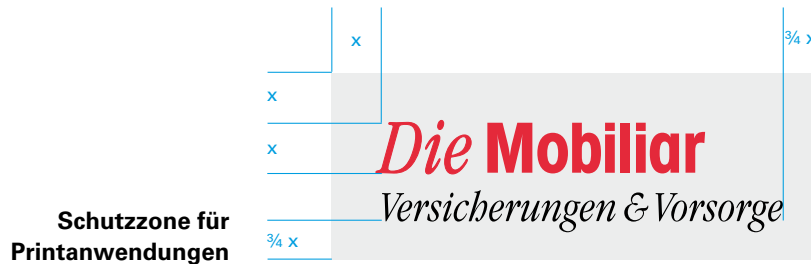 x
¾ x
x
x
Die Mobiliar
Versicherungen & Vorsorge
Schutzzone für
Printanwendungen
¾ x